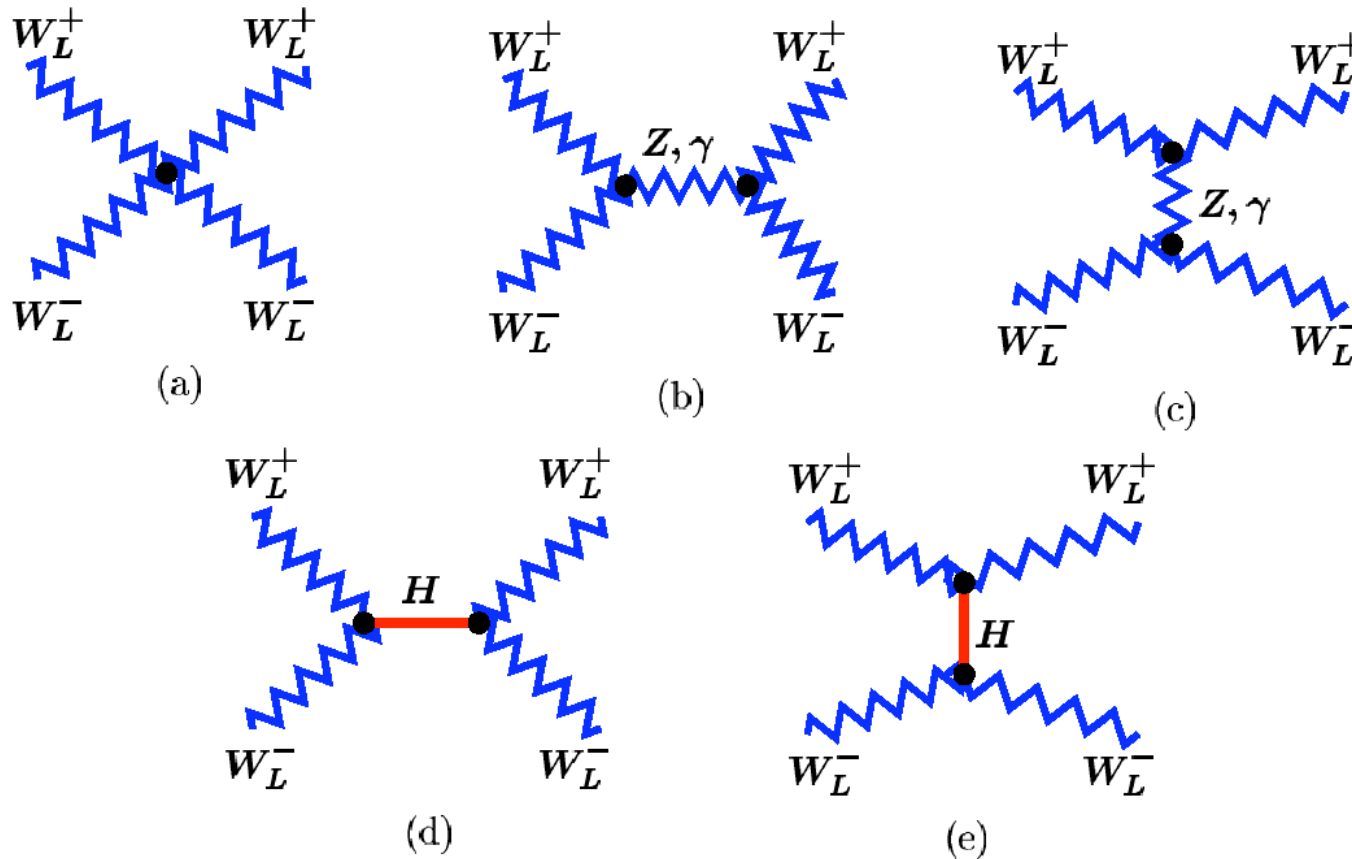 W_L^+ W_L^+ W_L^+ W_L^+ W_L^+ W_L^+
Z, γ
Z, γ
W_L^- W_L^- W_L^- W_L^- W_L^- W_L^-
(a) (b) (c)
W_L^+ W_L^+ W_L^+ W_L^+
H H
W_L^- W_L^- W_L^- W_L^-
(d) (e)